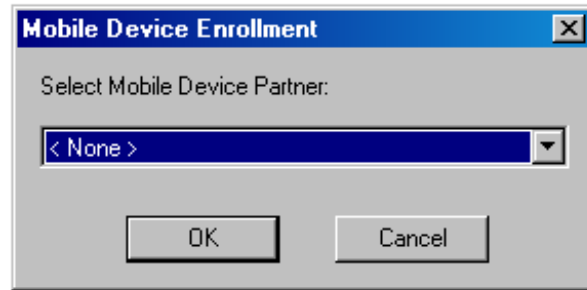 Mobile Device Enrollment
Select Mobile Device Partner:
< None >
OK
Cancel